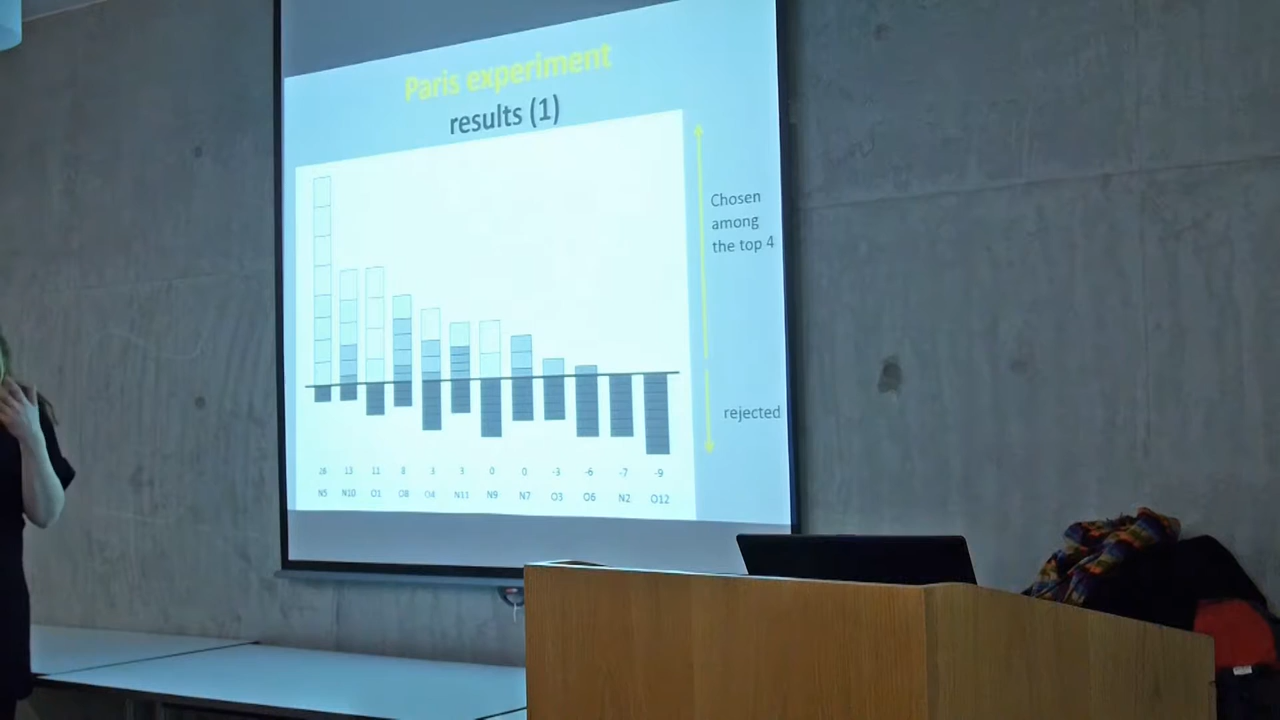 Paris experiment
results (1)
Chosen
among
the top 4
rejected
26 13 11 8 3 3 0 0 -3 -6 -7 -9
N5 N10 O1 O8 O4 N11 N9 N7 O3 O6 N2 O12